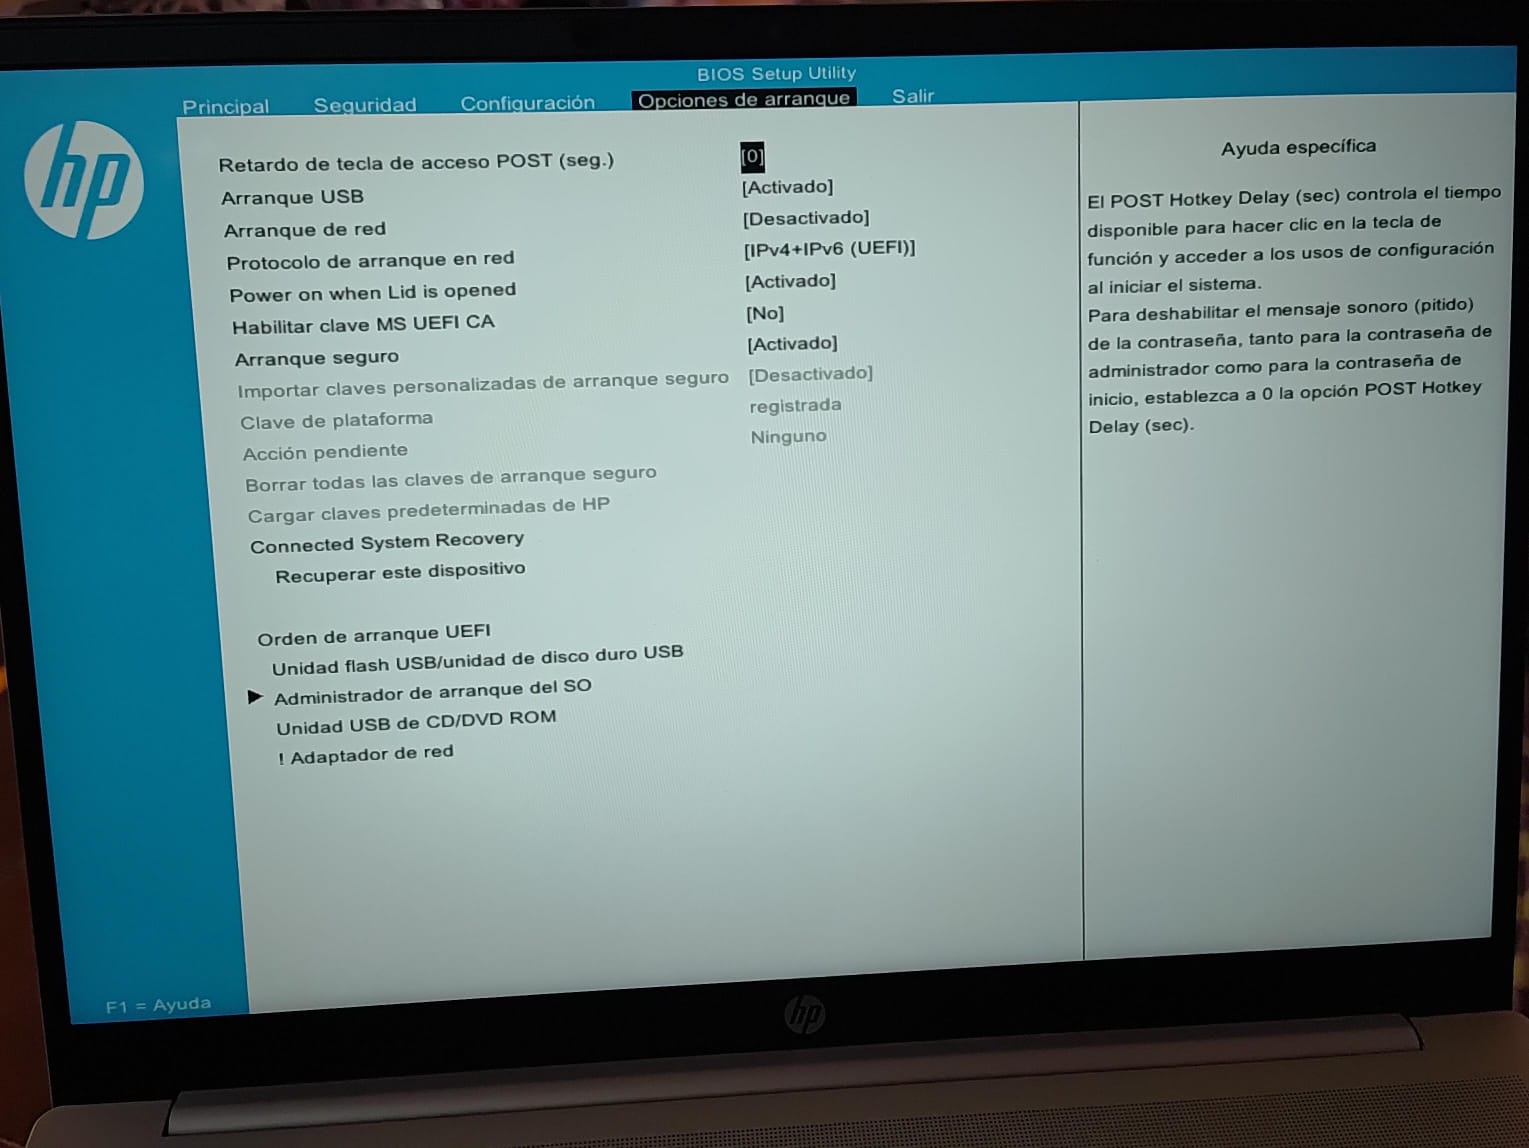 BIOS Setup Utility
Principal Seguridad Configuración Opciones de arranque Salir
hp
Retardo de tecla de acceso POST (seg.) [0]
Arranque USB [Activado]
Arranque de red [Desactivado]
Protocolo de arranque en red [IPv4+IPv6 (UEFI)]
Power on when Lid is opened [Activado]
Habilitar clave MS UEFI CA [No]
Arranque seguro [Activado]
Importar claves personalizadas de arranque seguro [Desactivado]
Clave de plataforma registrada
Acción pendiente Ninguno
Borrar todas las claves de arranque seguro
Cargar claves predeterminadas de HP
Connected System Recovery
Recuperar este dispositivo
Orden de arranque UEFI
Unidad flash USB/unidad de disco duro USB
Administrador de arranque del SO
Unidad USB de CD/DVD ROM
! Adaptador de red
Ayuda específica
El POST Hotkey Delay (sec) controla el tiempo
disponible para hacer clic en la tecla de
función y acceder a los usos de configuración
al iniciar el sistema.
Para deshabilitar el mensaje sonoro (pitido)
de la contraseña, tanto para la contraseña de
administrador como para la contraseña de
inicio, establezca a 0 la opción POST Hotkey
Delay (sec).
F1 = Ayuda
hp